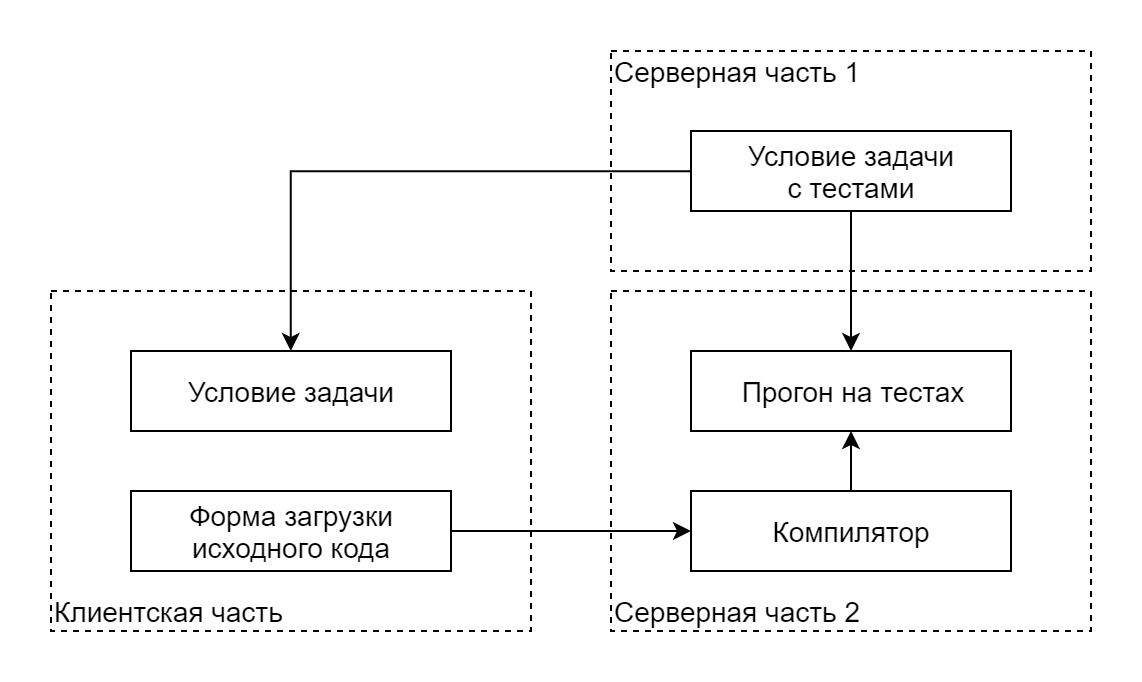 Серверная часть 1
Условие задачи
с тестами
Условие задачи
Прогон на тестах
Форма загрузки
исходного кода
Компилятор
Клиентская часть
Серверная часть 2